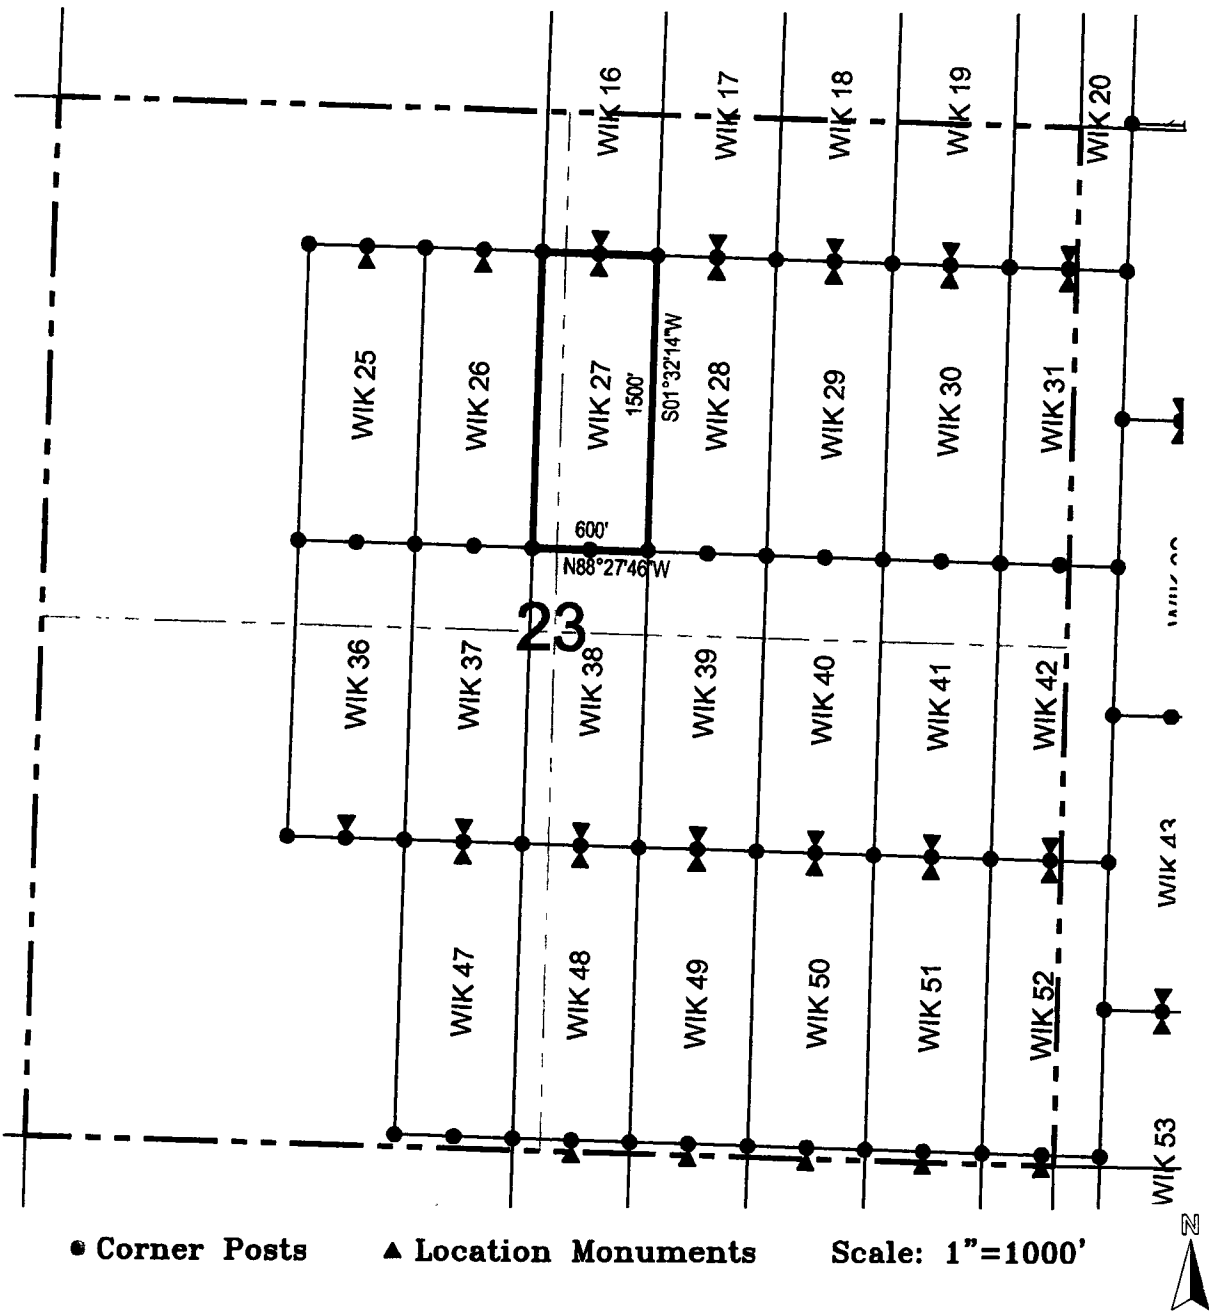 WIK 16
WIK 17
WIK 18
WIK 19
WIK 20
WIK 25
WIK 26
WIK 27
1500'
S01°32'14"W
WIK 28
WIK 29
WIK 30
WIK 31
600'
N88°27'46"W
23
WIK 36
WIK 37
WIK 38
WIK 39
WIK 40
WIK 41
WIK 42
WIK 43
WIK 47
WIK 48
WIK 49
WIK 50
WIK 51
WIK 52
WIK 53
Corner Posts
Location Monuments
Scale: 1"=1000'
N